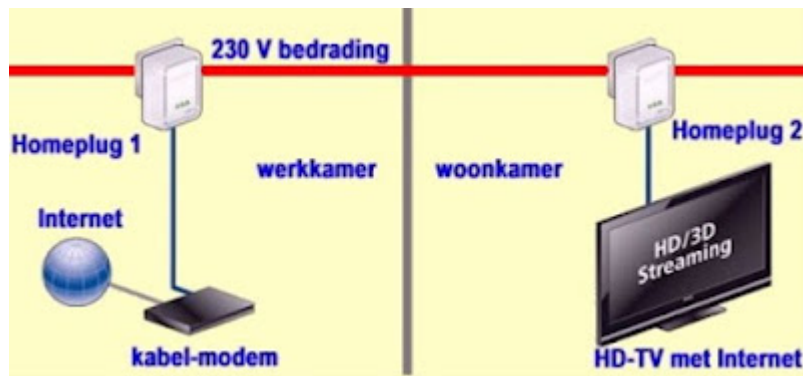 230 V bedrading
Homeplug 1
Homeplug 2
werkkamer
woonkamer
Internet
HD/3D
Streaming
kabel-modem
HD-TV met Internet